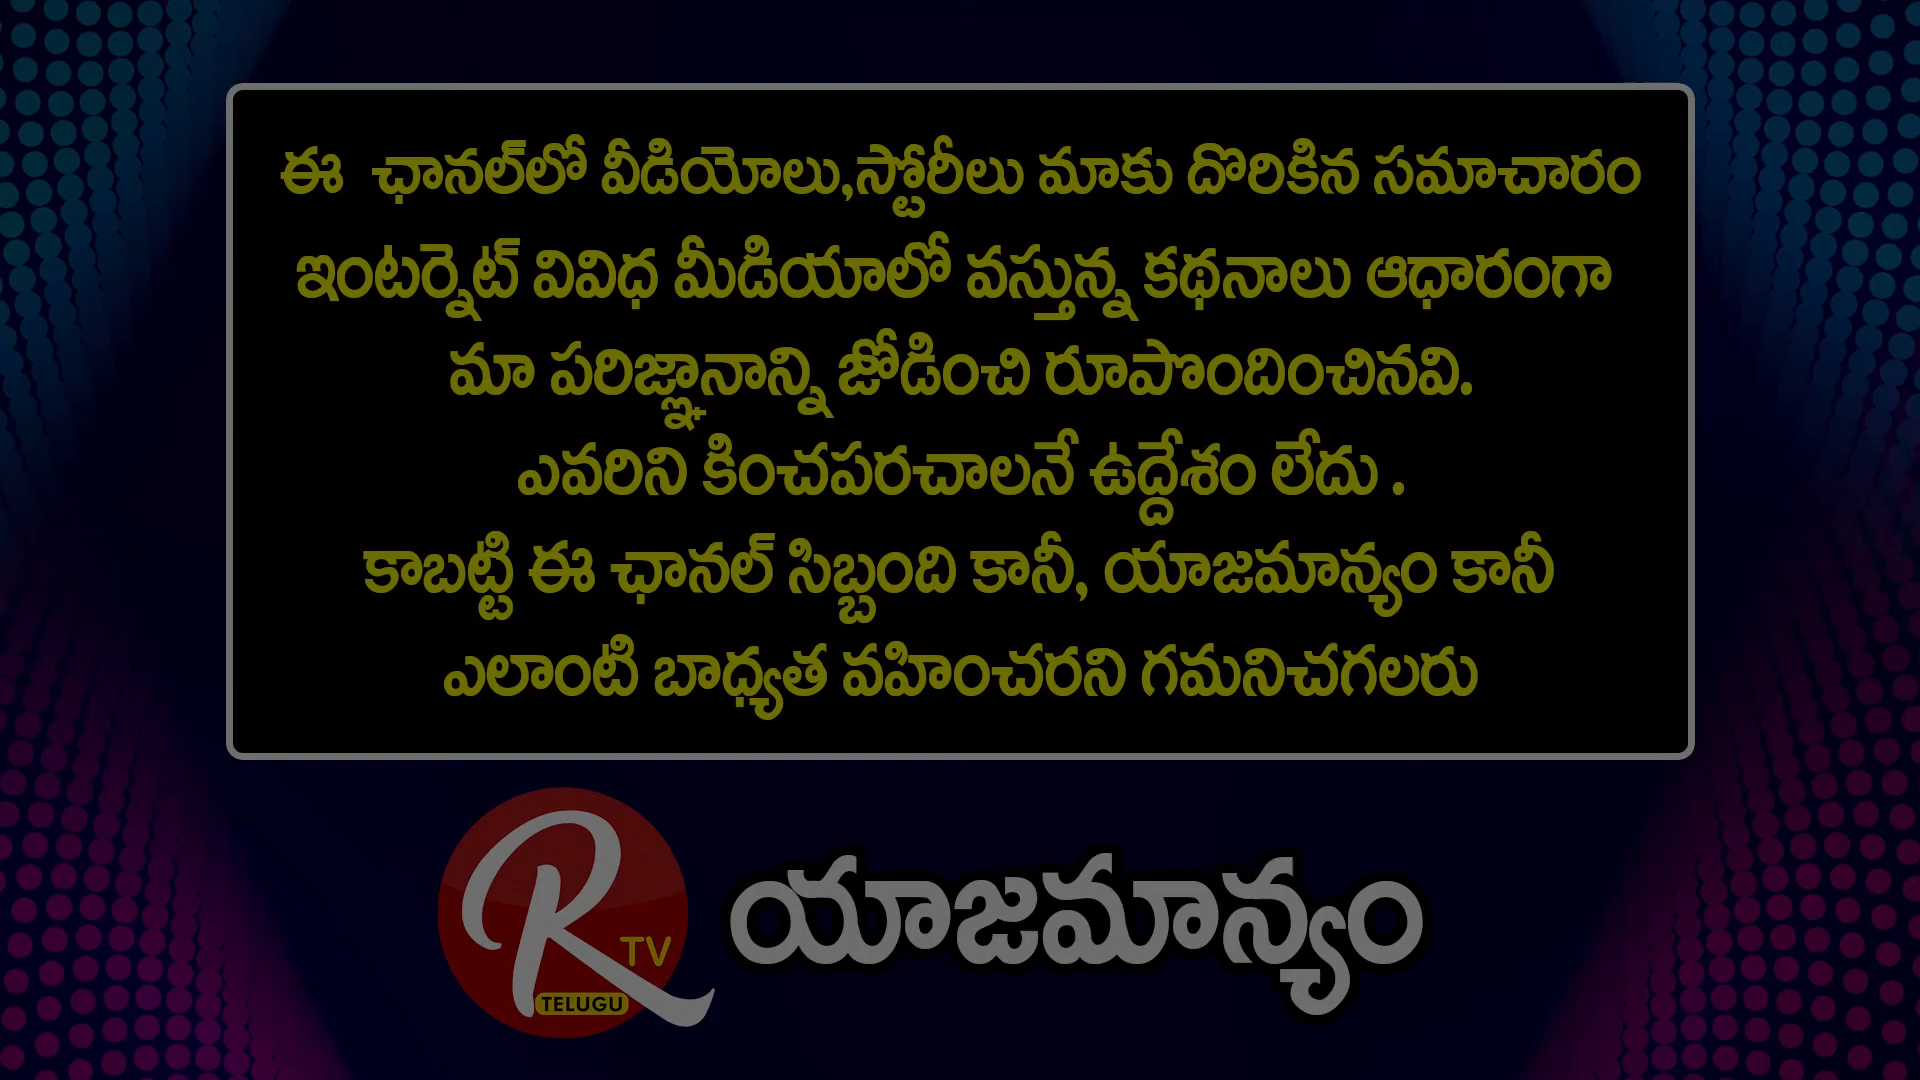 ఈ ఛానల్‌లో వీడియోలు,స్టోరీలు మాకు దొరికిన సమాచారం
ఇంటర్నెట్ వివిధ మీడియాలో వస్తున్న కథనాలు ఆధారంగా
మా పరిజ్ఞానాన్ని జోడించి రూపొందించినవి.
ఎవరిని కించపరచాలనే ఉద్దేశం లేదు .
కాబట్టి ఈ ఛానల్ సిబ్బంది కానీ, యాజమాన్యం కానీ
ఎలాంటి బాధ్యత వహించరని గమనిచగలరు
R TV
TELUGU
యాజమాన్యం